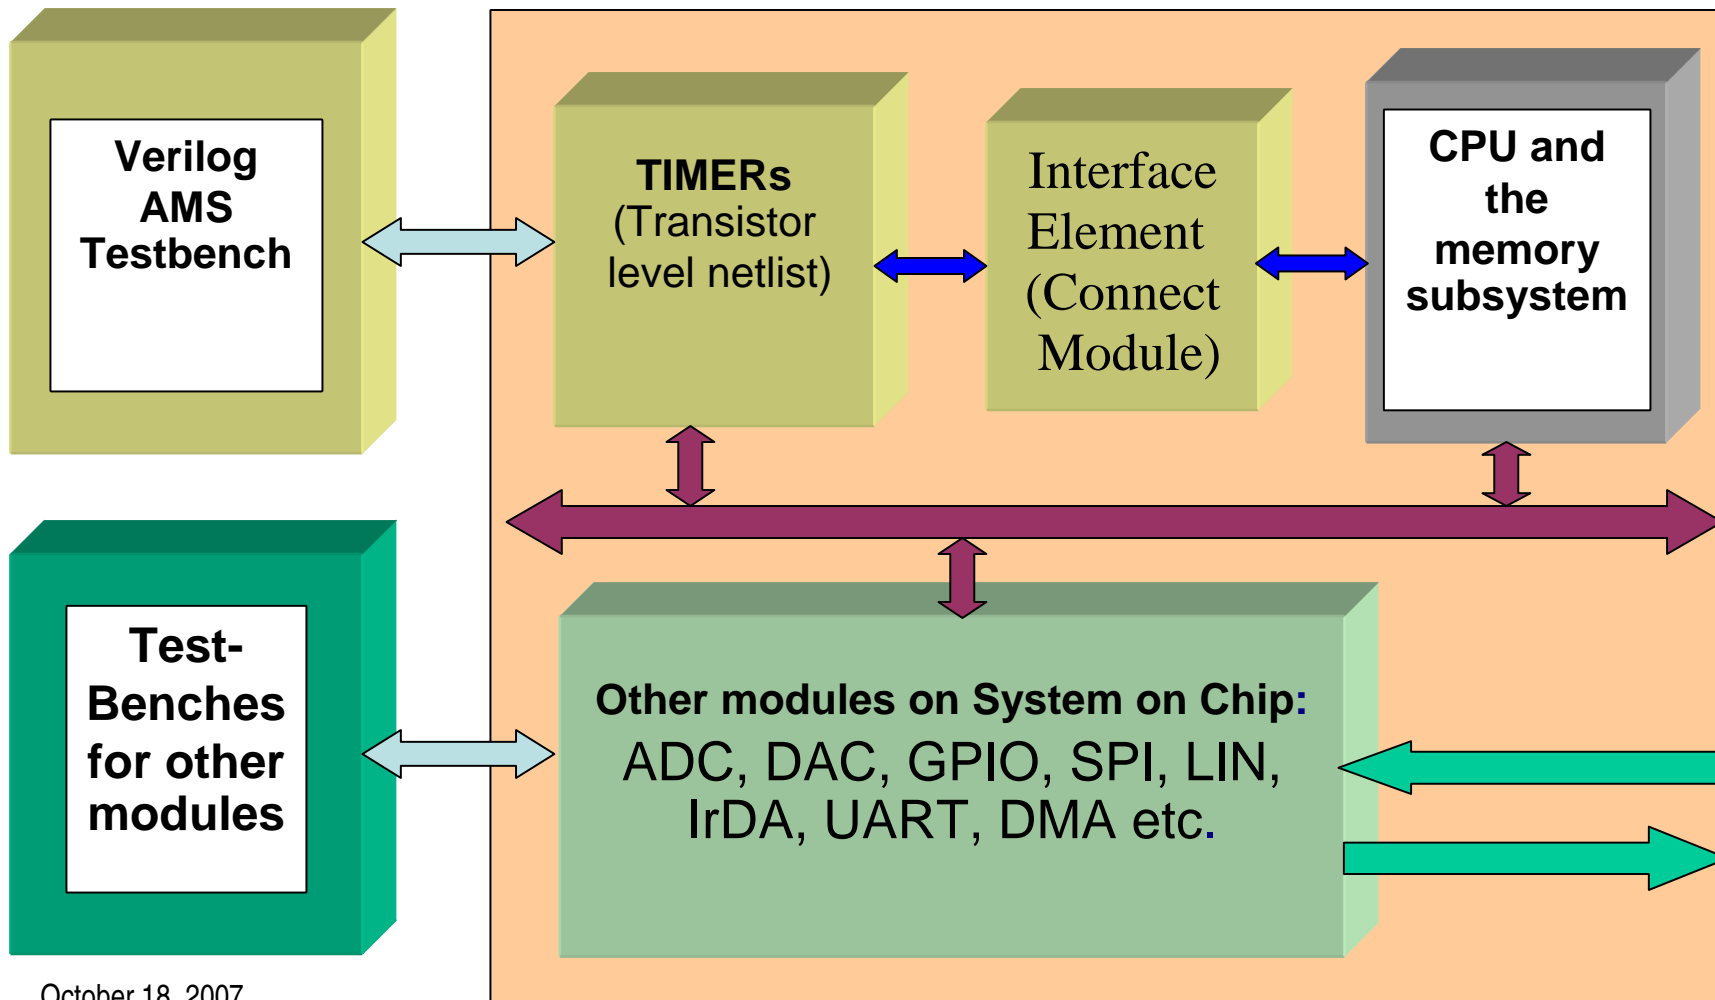 Verilog
AMS
Testbench
TIMERs
(Transistor
level netlist)
Interface
Element
(Connect
Module)
CPU and
the
memory
subsystem
Test-
Benches
for other
modules
Other modules on System on Chip:
ADC, DAC, GPIO, SPI, LIN,
IrDA, UART, DMA etc.
October 18, 2007